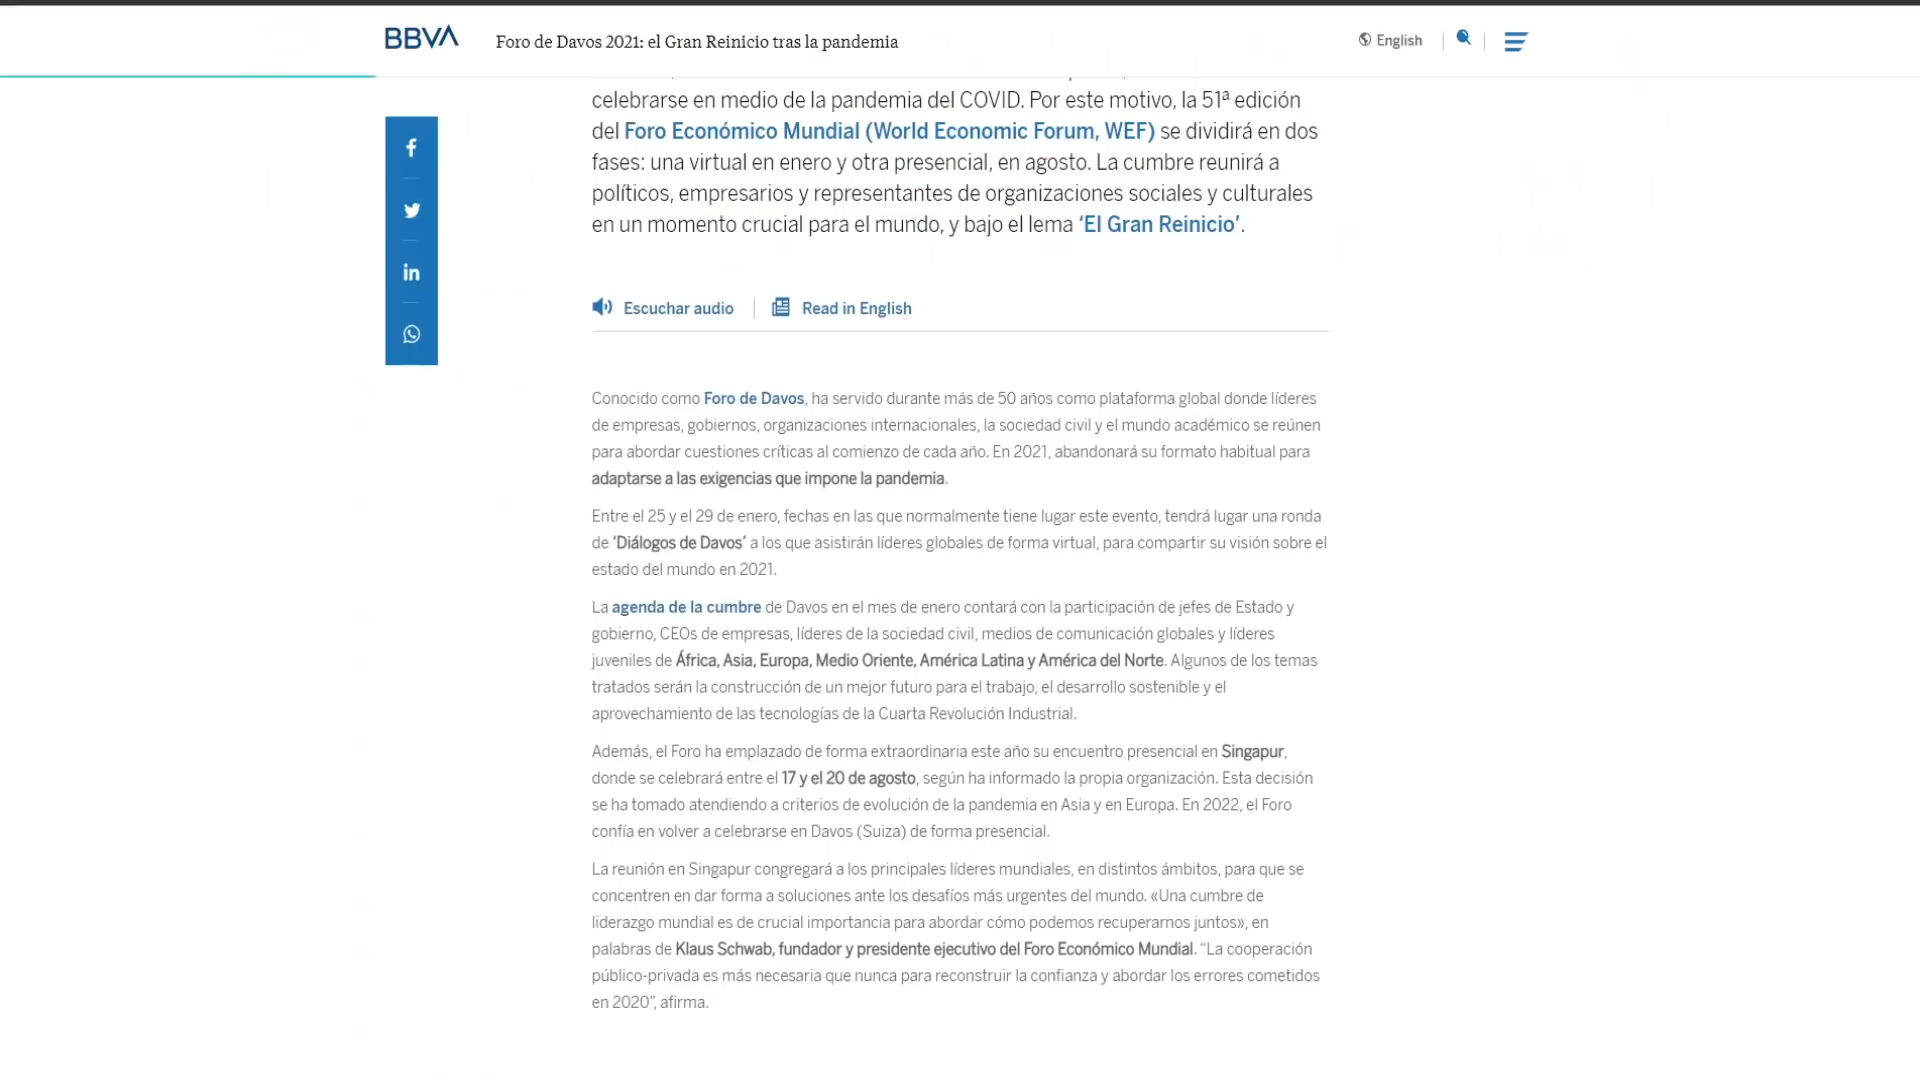 BBVA
Foro de Davos 2021: el Gran Reinicio tras la pandemia
English
celebrarse en medio de la pandemia del COVID. Por este motivo, la 51ª edición
del Foro Económico Mundial (World Economic Forum, WEF) se dividirá en dos
fases: una virtual en enero y otra presencial, en agosto. La cumbre reunirá a
políticos, empresarios y representantes de organizaciones sociales y culturales
en un momento crucial para el mundo, y bajo el lema ‘El Gran Reinicio’.
Escuchar audio
Read in English
Conocido como Foro de Davos, ha servido durante más de 50 años como plataforma global donde líderes
de empresas, gobiernos, organizaciones internacionales, la sociedad civil y el mundo académico se reúnen
para abordar cuestiones críticas al comienzo de cada año. En 2021, abandonará su formato habitual para
adaptarse a las exigencias que impone la pandemia.
Entre el 25 y el 29 de enero, fechas en las que normalmente tiene lugar este evento, tendrá lugar una ronda
de ‘Diálogos de Davos’ a los que asistirán líderes globales de forma virtual, para compartir su visión sobre el
estado del mundo en 2021.
La agenda de la cumbre de Davos en el mes de enero contará con la participación de jefes de Estado y
gobierno, CEOs de empresas, líderes de la sociedad civil, medios de comunicación globales y líderes
juveniles de África, Asia, Europa, Medio Oriente, América Latina y América del Norte. Algunos de los temas
tratados serán la construcción de un mejor futuro para el trabajo, el desarrollo sostenible y el
aprovechamiento de las tecnologías de la Cuarta Revolución Industrial.
Además, el Foro ha emplazado de forma extraordinaria este año su encuentro presencial en Singapur,
donde se celebrará entre el 17 y el 20 de agosto, según ha informado la propia organización. Esta decisión
se ha tomado atendiendo a criterios de evolución de la pandemia en Asia y en Europa. En 2022, el Foro
confía en volver a celebrarse en Davos (Suiza) de forma presencial.
La reunión en Singapur congregará a los principales líderes mundiales, en distintos ámbitos, para que se
concentren en dar forma a soluciones ante los desafíos más urgentes del mundo. «Una cumbre de
liderazgo mundial es de crucial importancia para abordar cómo podemos recuperarnos juntos», en
palabras de Klaus Schwab, fundador y presidente ejecutivo del Foro Económico Mundial. “La cooperación
público-privada es más necesaria que nunca para reconstruir la confianza y abordar los errores cometidos
en 2020”, afirma.